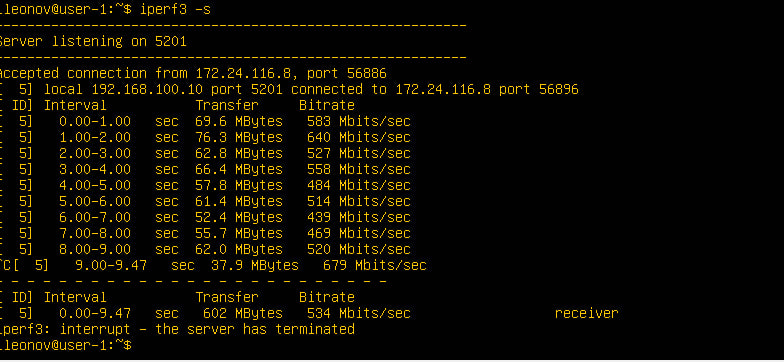 lleonov@user-1:~$ iperf3 -s
-----------------------------------------------------------
Server listening on 5201
-----------------------------------------------------------
Accepted connection from 172.24.116.8, port 56886
[  5] local 192.168.100.10 port 5201 connected to 172.24.116.8 port 56896
[ ID] Interval           Transfer     Bitrate
[  5]   0.00-1.00   sec  69.6 MBytes   583 Mbits/sec
[  5]   1.00-2.00   sec  76.3 MBytes   640 Mbits/sec
[  5]   2.00-3.00   sec  62.8 MBytes   527 Mbits/sec
[  5]   3.00-4.00   sec  66.4 MBytes   558 Mbits/sec
[  5]   4.00-5.00   sec  57.8 MBytes   484 Mbits/sec
[  5]   5.00-6.00   sec  61.4 MBytes   514 Mbits/sec
[  5]   6.00-7.00   sec  52.4 MBytes   439 Mbits/sec
[  5]   7.00-8.00   sec  55.7 MBytes   469 Mbits/sec
[  5]   8.00-9.00   sec  62.0 MBytes   520 Mbits/sec
^C[  5]   9.00-9.47   sec  37.9 MBytes   679 Mbits/sec
- - - - - - - - - - - - - - - - - - - - - - - - -
[ ID] Interval           Transfer     Bitrate
[  5]   0.00-9.47   sec   602 MBytes   534 Mbits/sec                  receiver
iperf3: interrupt - the server has terminated
lleonov@user-1:~$